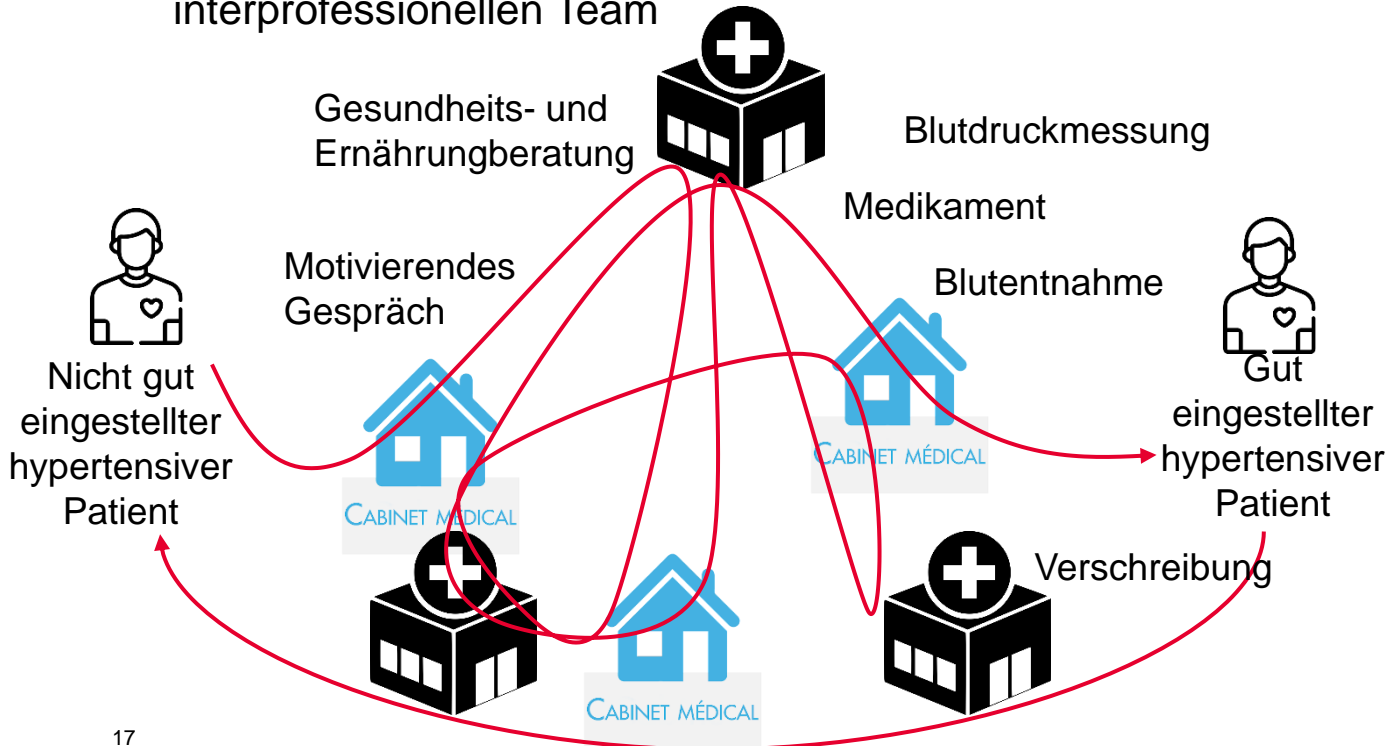 interprofessionellen Team
Gesundheits- und
Ernährungberatung
Blutdruckmessung
Medikament
Motivierendes
Gespräch
Blutentnahme
Nicht gut
eingestellter
hypertensiver
Patient
Gut
eingestellter
hypertensiver
Patient
CABINET MÉDICAL
CABINET MÉDICAL
Verschreibung
CABINET MÉDICAL
17